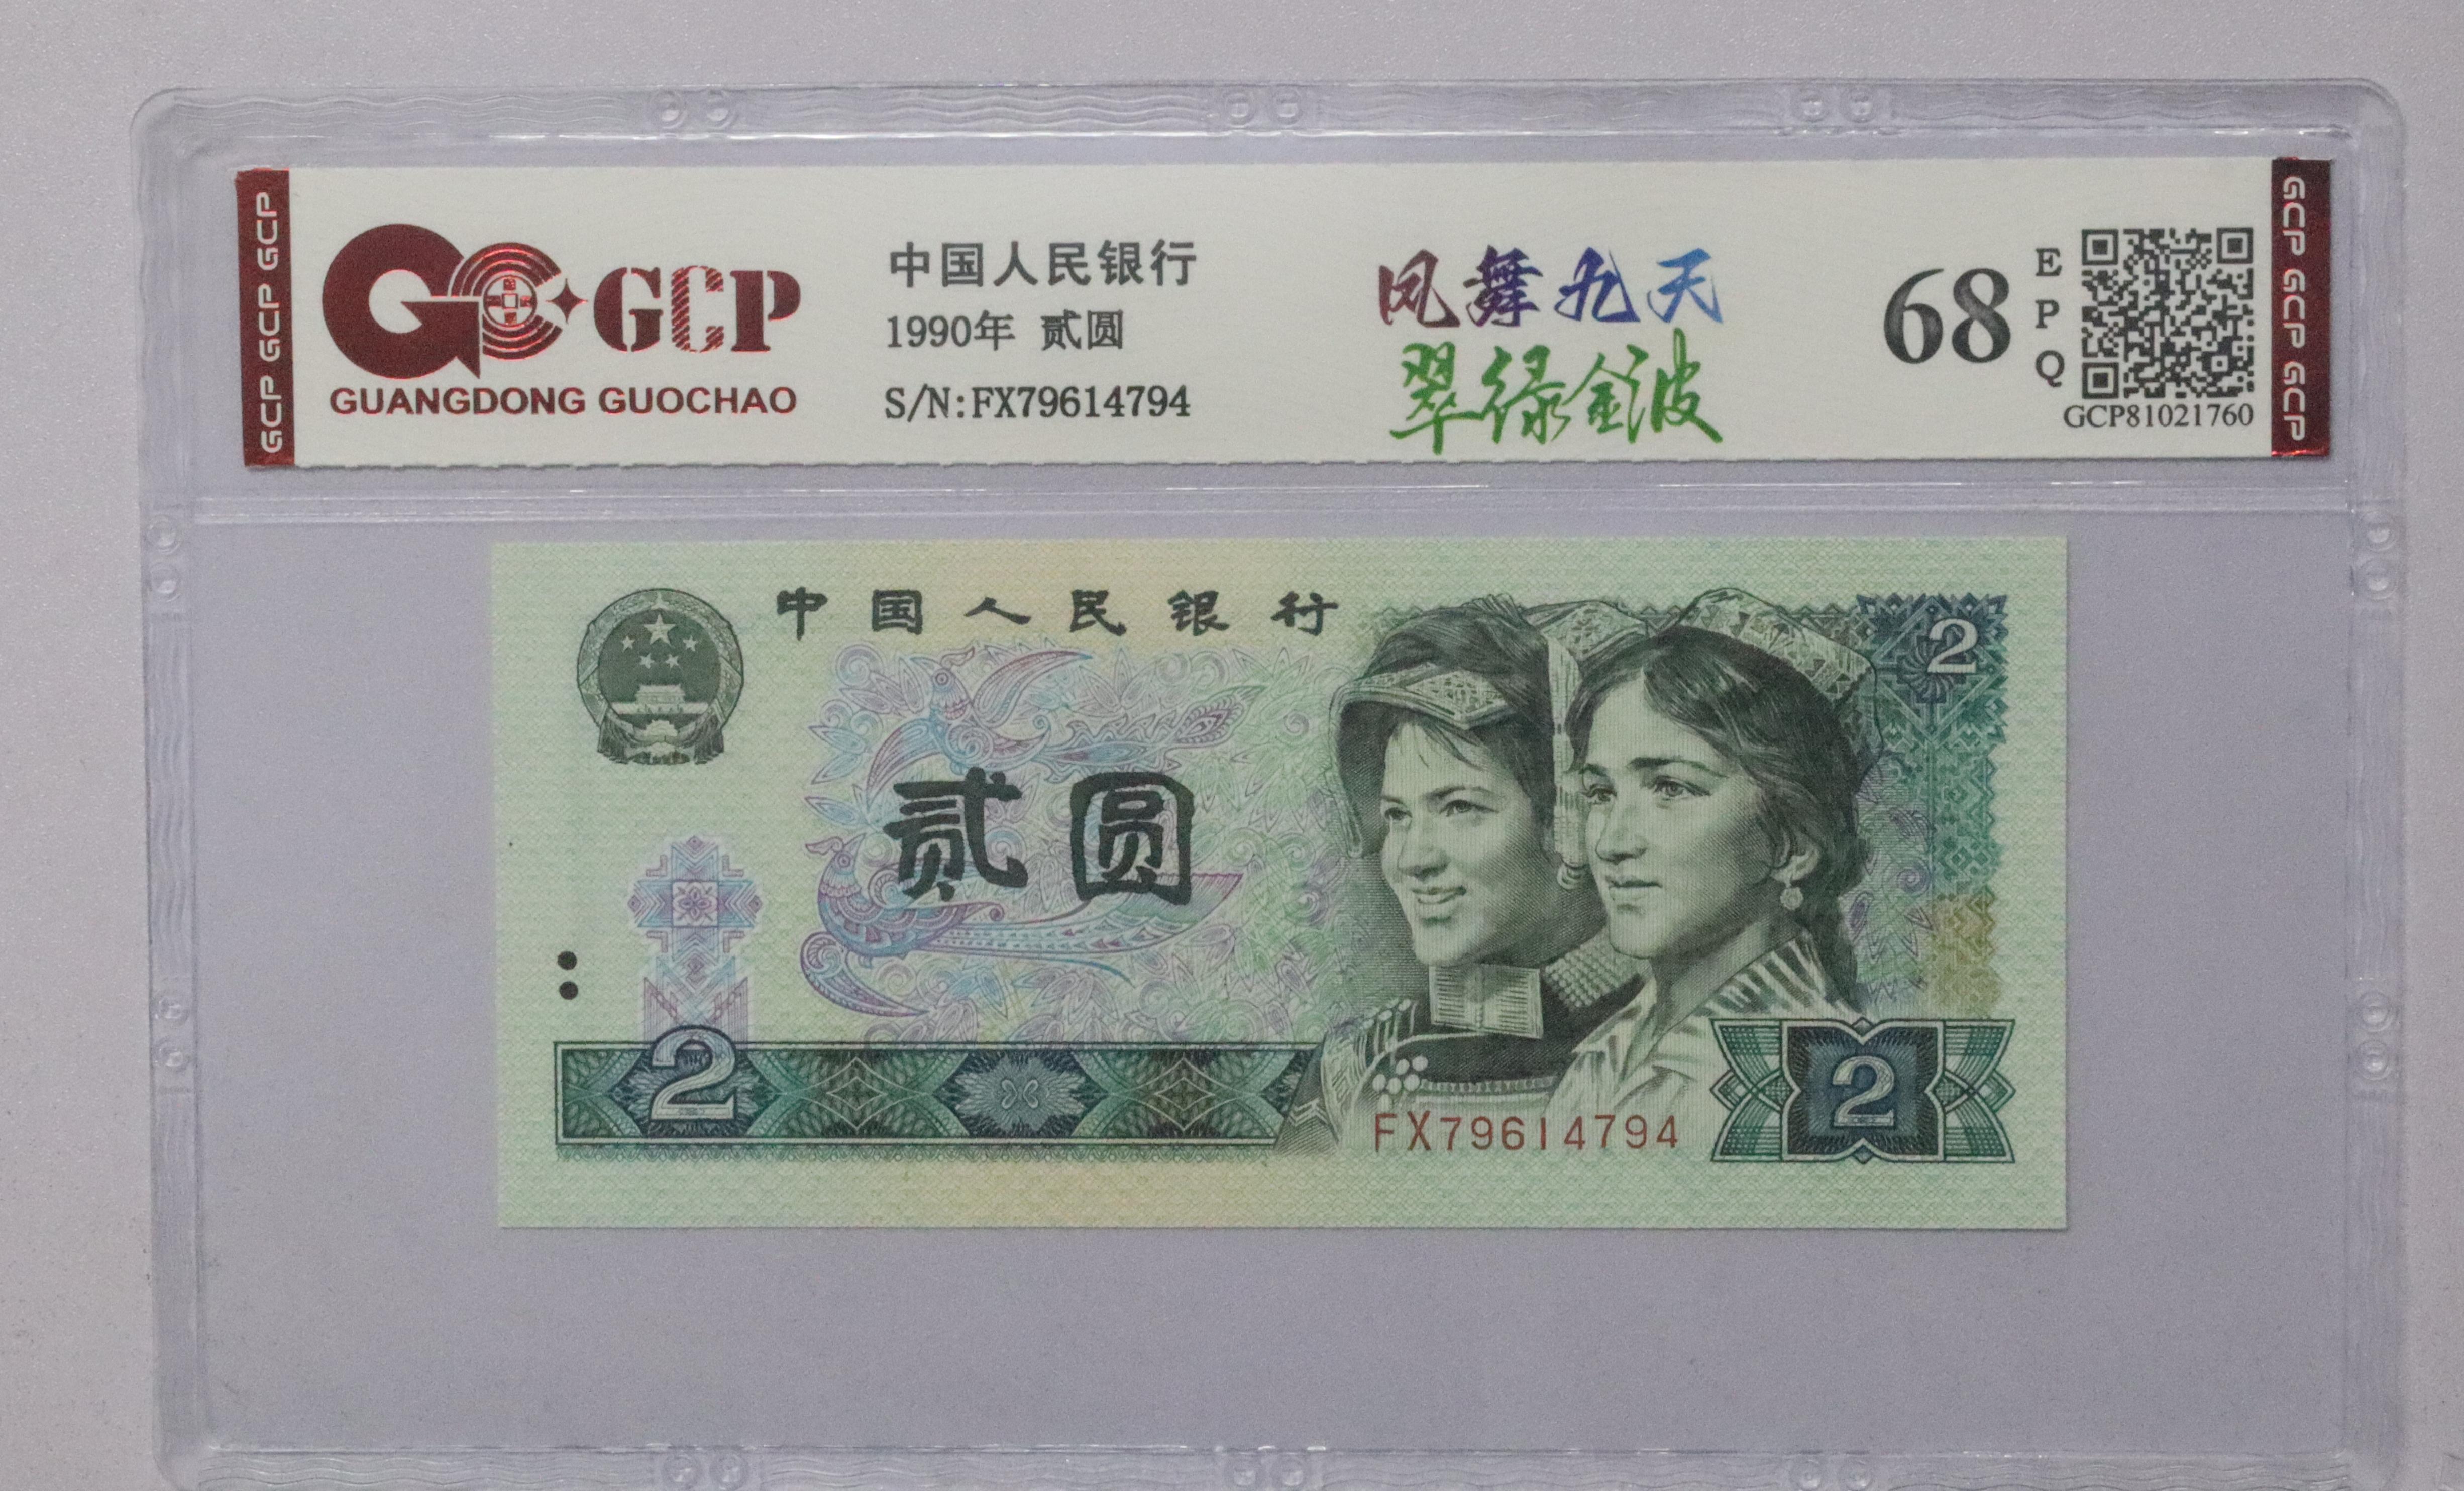 GCP GCP GCP
GCP
GUANGDONG GUOCHAO
中国人民银行
1990年 贰圆
S/N:FX79614794
凤舞九天
翠绿金波
68
E
P
Q
GCP81021760
GCP GCP GCP
中国人民银行
2
贰圆
2
2
FX79614794